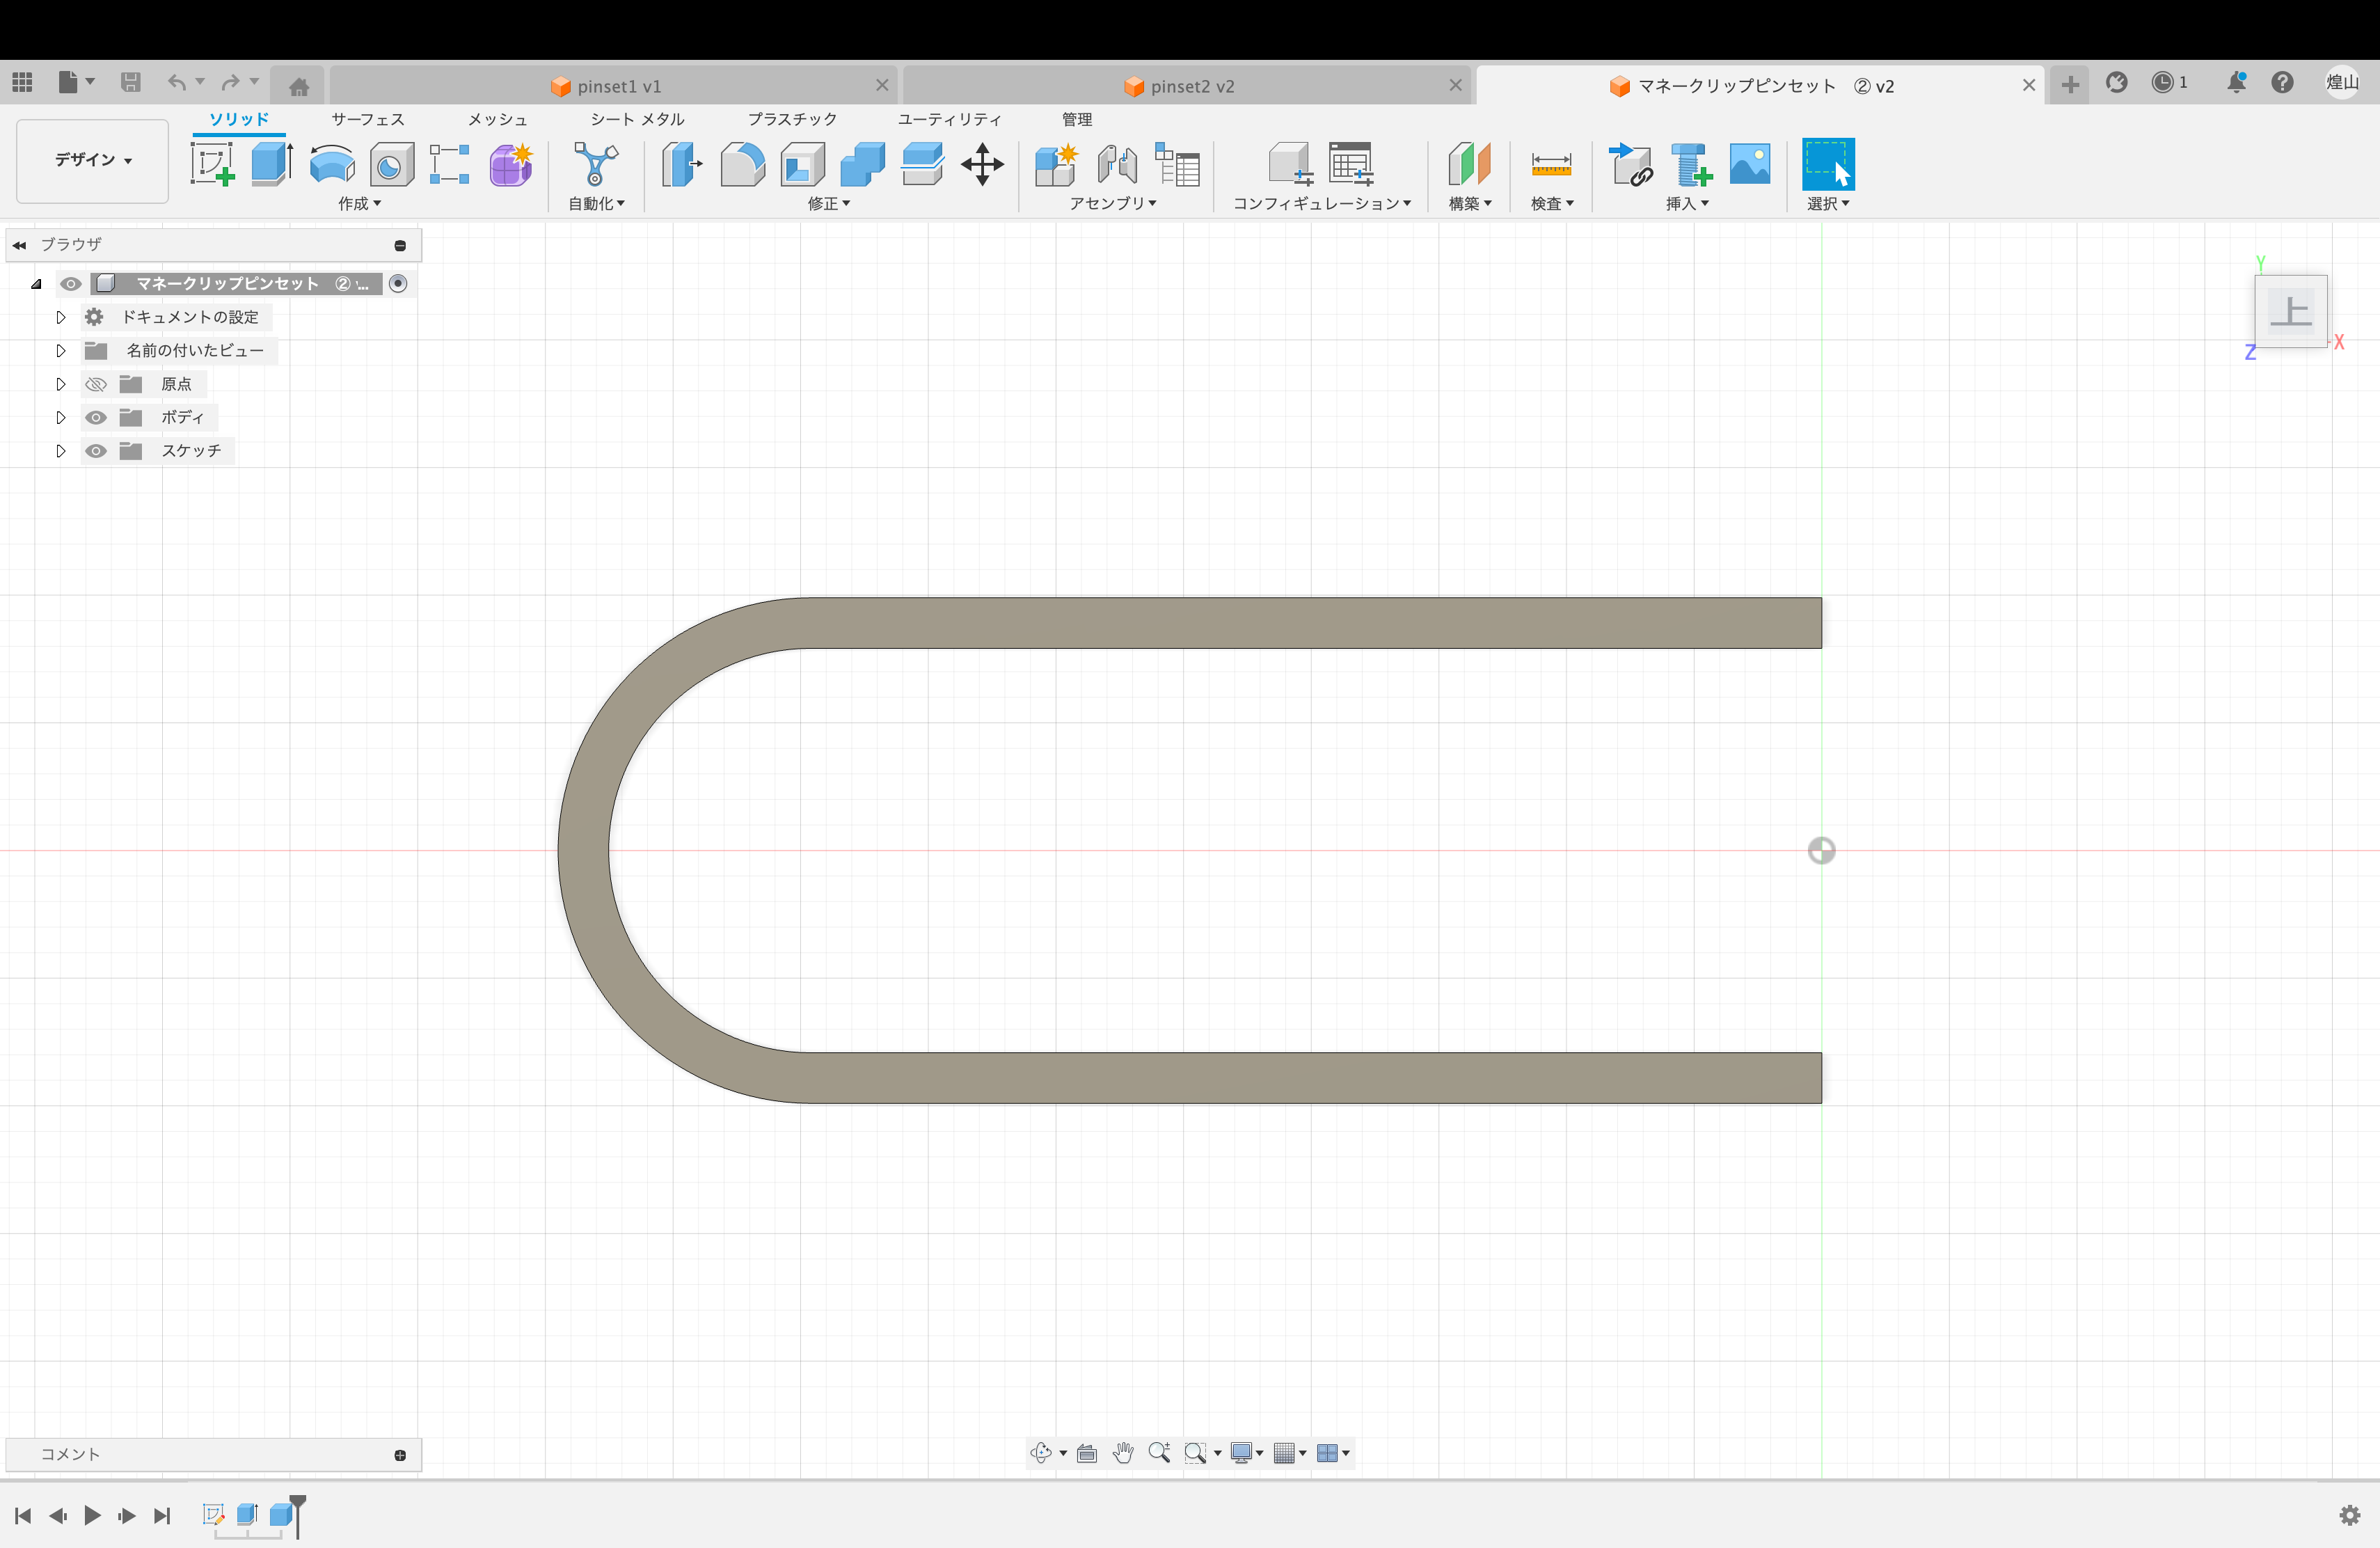 pinset1 v1
pinset2 v2
マネークリップピンセット ② v2
1
煌山
デザイン
ソリッド
サーフェス
メッシュ
シート メタル
プラスチック
ユーティリティ
管理
作成
自動化
修正
アセンブリ
コンフィギュレーション
構築
検査
挿入
選択
ブラウザ
マネークリップピンセット ② '...
ドキュメントの設定
名前の付いたビュー
原点
ボディ
スケッチ
Y
上
X
Z
コメント